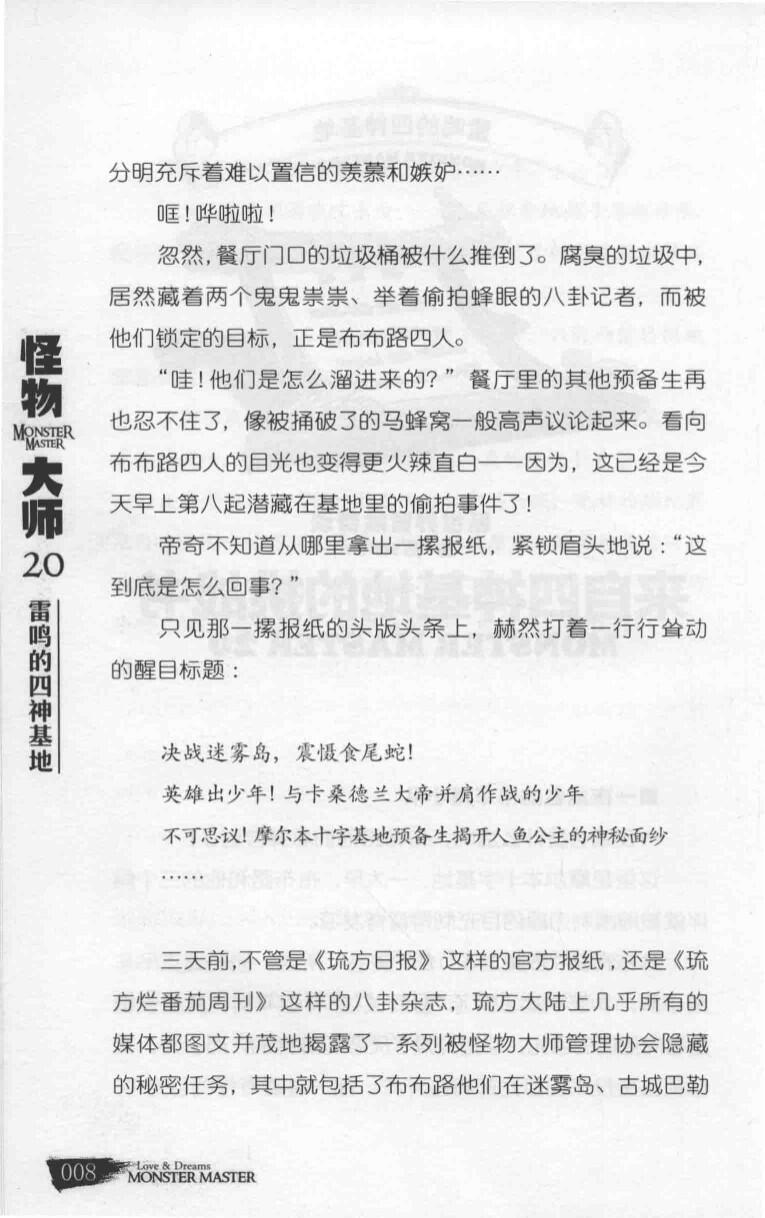 分明充斥着难以置信的羡慕和嫉妒……
哐！哗啦啦！
忽然，餐厅门口的垃圾桶被什么推倒了。腐臭的垃圾中，
居然藏着两个鬼鬼祟祟、举着偷拍蜂眼的八卦记者，而被
他们锁定的目标，正是布布路四人。
“哇！他们是怎么溜进来的？”餐厅里的其他预备生再
也忍不住了，像被捅破了的马蜂窝一般高声议论起来。看向
布布路四人的目光也变得更火辣直白——因为，这已经是今
天早上第八起潜藏在基地里的偷拍事件了！
帝奇不知道从哪里拿出一摞报纸，紧锁眉头地说：“这
到底是怎么回事？”
只见那一摞报纸的头版头条上，赫然打着一行行耸动
的醒目标题：
决战迷雾岛，震慑食尾蛇！
英雄出少年！与卡桑德兰大帝并肩作战的少年
不可思议！摩尔本十字基地预备生揭开人鱼公主的神秘面纱
……
三天前，不管是《琉方日报》这样的官方报纸，还是《琉
方烂番茄周刊》这样的八卦杂志，琉方大陆上几乎所有的
媒体都图文并茂地揭露了一系列被怪物大师管理协会隐藏
的秘密任务，其中就包括了布布路他们在迷雾岛、古城巴勒
怪物
MONSTER
MASTER
大师
20
雷鸣的四神基地
008
Love & Dreams
MONSTER MASTER